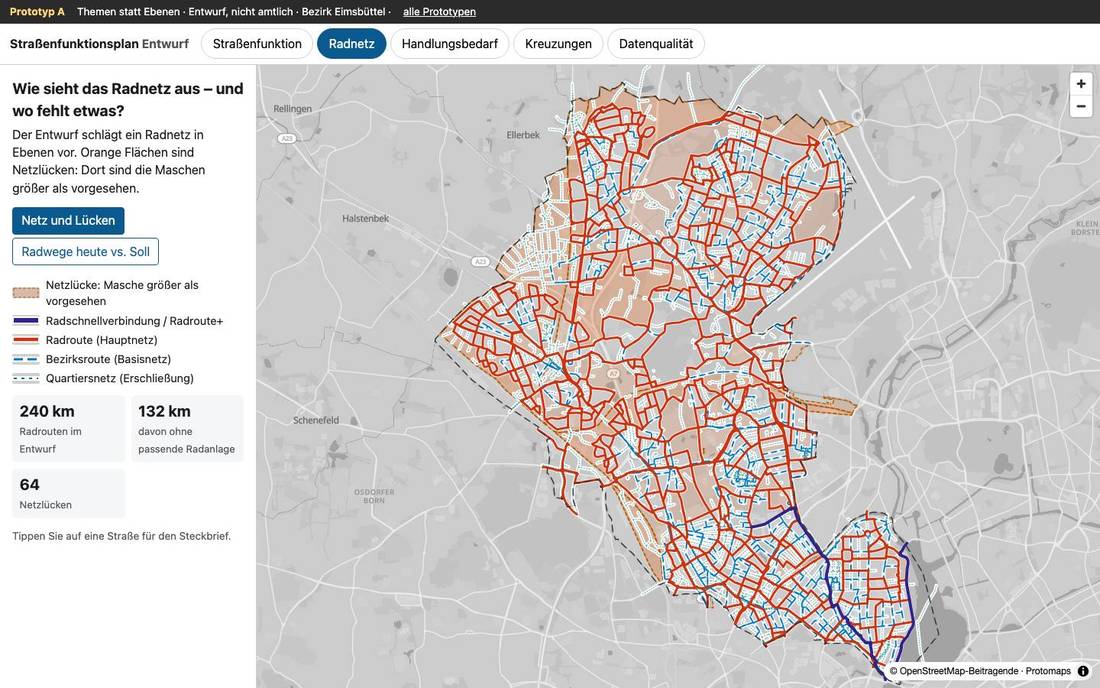 Prototyp A Themen statt Ebenen · Entwurf, nicht amtlich · Bezirk Eimsbüttel · alle Prototypen
Straßenfunktionsplan Entwurf Straßenfunktion Radnetz Handlungsbedarf Kreuzungen Datenqualität
Wie sieht das Radnetz aus – und
wo fehlt etwas?
Der Entwurf schlägt ein Radnetz in
Ebenen vor. Orange Flächen sind
Netzlücken: Dort sind die Maschen
größer als vorgesehen.
Netz und Lücken
Radwege heute vs. Soll
Netzlücke: Masche größer als
vorgesehen
Radschnellverbindung / Radroute+
Radroute (Hauptnetz)
Bezirksroute (Basisnetz)
Quartiersnetz (Erschließung)
240 km
Radrouten im
Entwurf
132 km
davon ohne
passende Radanlage
64
Netzlücken
Tippen Sie auf eine Straße für den Steckbrief.
Rellingen
A23
Ellerbek
Halstenbek
A23
KLEIN
BORSTE
A7
Schenefeld
OSDORFER
BORN
+
−
© OpenStreetMap-Beitragende · Protomaps